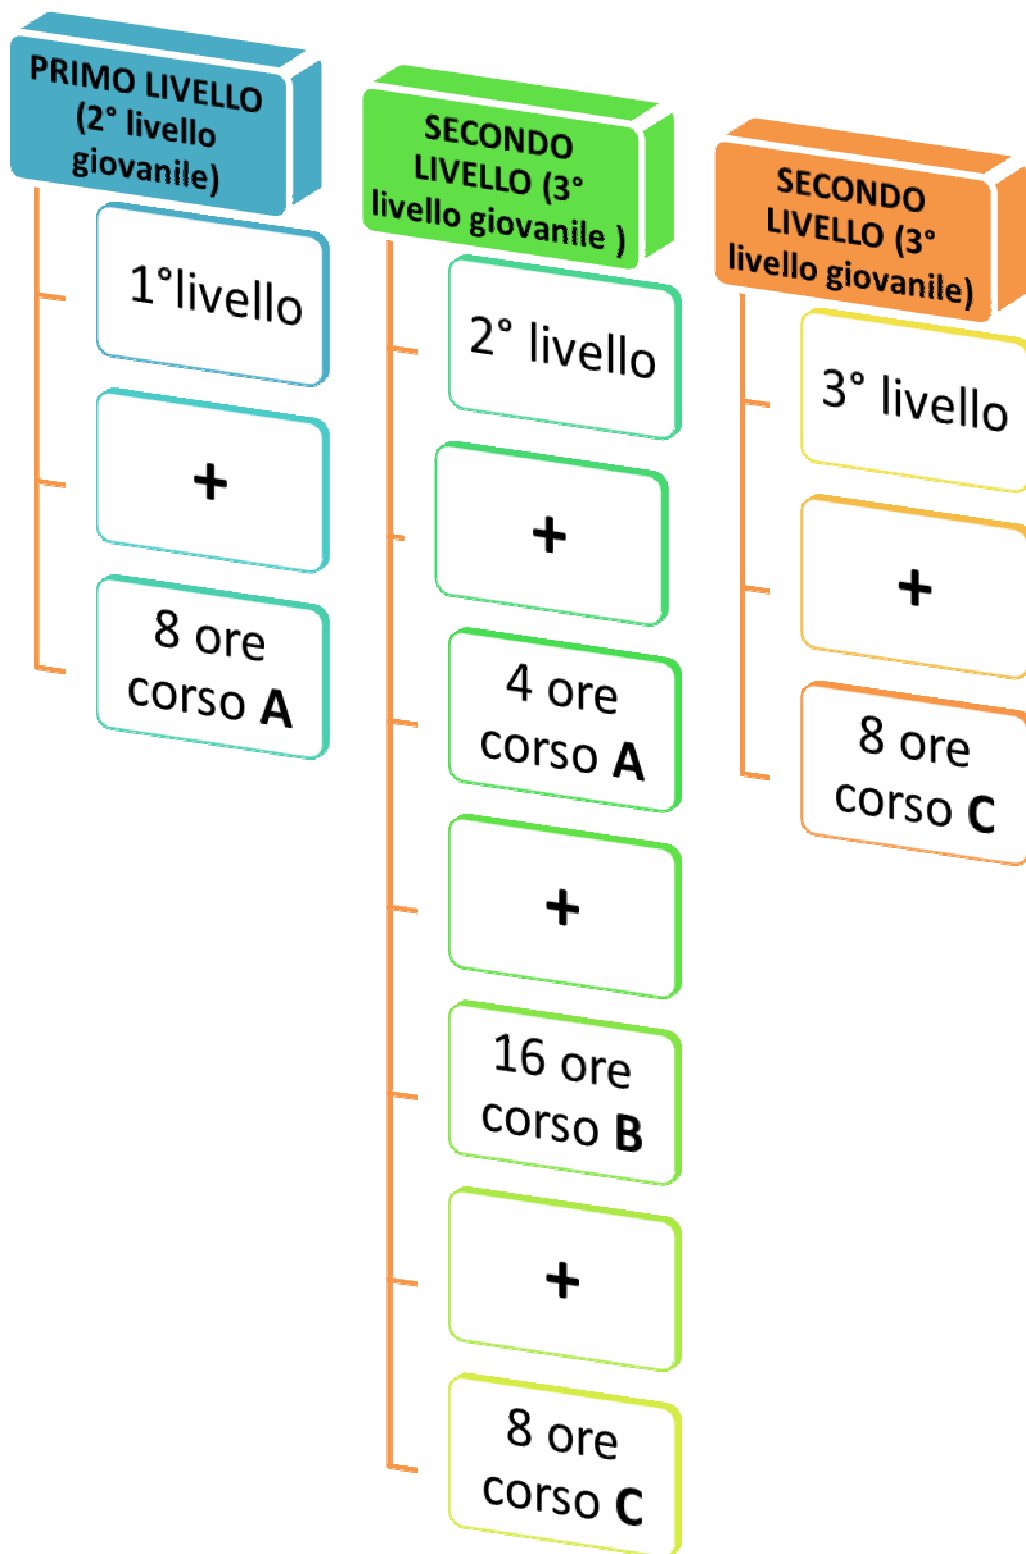 PRIMO LIVELLO
(2° livello
giovanile)
1°livello
+
8 ore
corso A
SECONDO
LIVELLO (3°
livello giovanile )
2° livello
+
4 ore
corso A
+
16 ore
corso B
+
8 ore
corso C
SECONDO
LIVELLO (3°
livello giovanile)
3° livello
+
8 ore
corso C